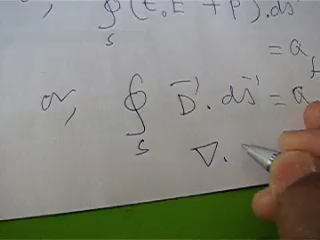 ∮ₛ (ε₀E + P).ds
= Q
or, ∮ₛ D⃗ . ds⃗ = Q
∇.